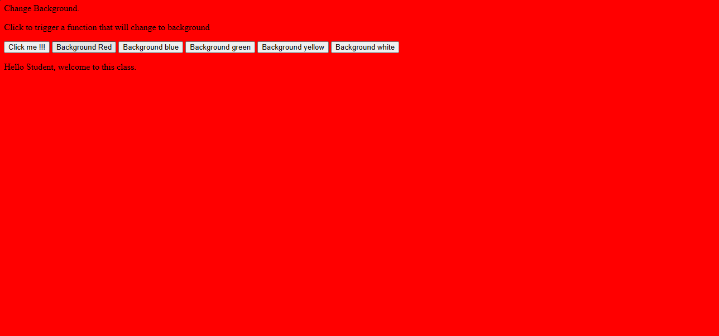 Change Background.
Click to trigger a function that will change to background
Click me !!! Background Red Background blue Background green Background yellow Background white
Hello Student, welcome to this class.